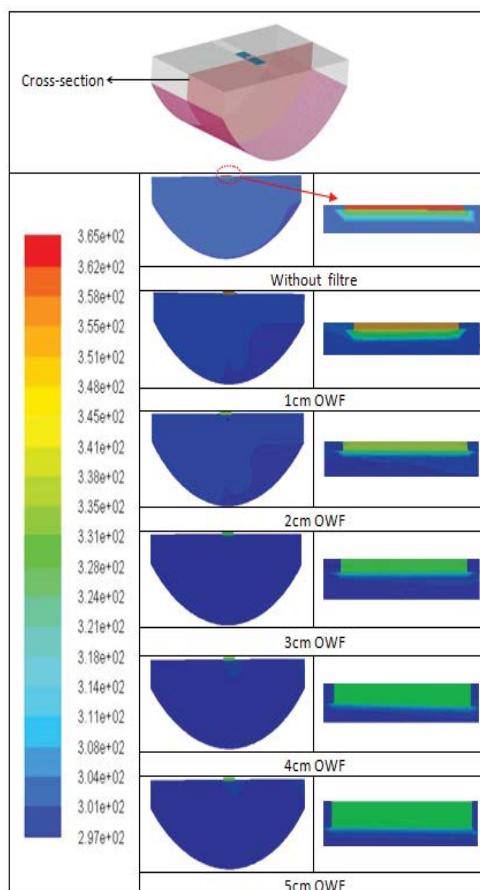 Cross-section
3.65e+02
3.62e+02
3.58e+02
3.55e+02
3.51e+02
3.48e+02
3.45e+02
3.41e+02
3.38e+02
3.35e+02
3.31e+02
3.28e+02
3.24e+02
3.21e+02
3.18e+02
3.14e+02
3.11e+02
3.08e+02
3.04e+02
3.01e+02
2.97e+02
Without filtre
1cm OWF
2cm OWF
3cm OWF
4cm OWF
5cm OWF